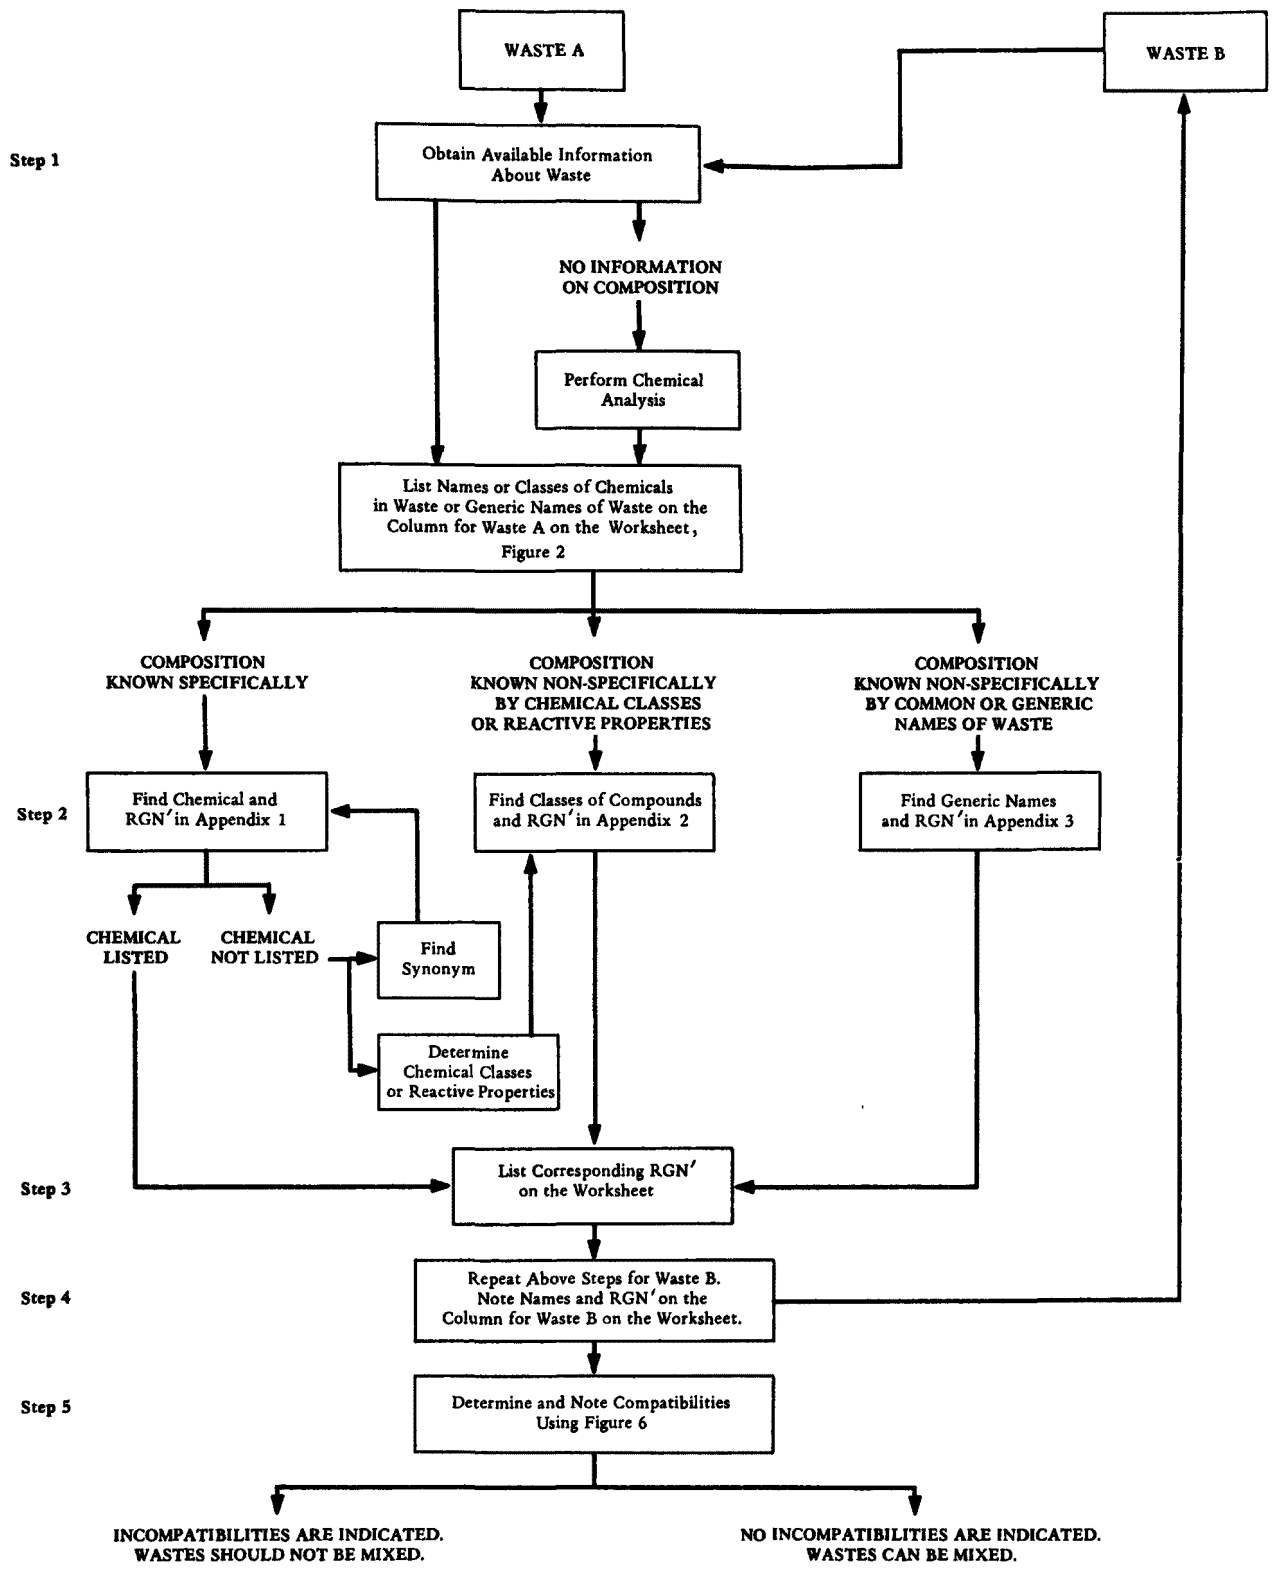 WASTE A
WASTE B
Step 1
Obtain Available Information
About Waste
NO INFORMATION
ON COMPOSITION
Perform Chemical
Analysis
List Names or Classes of Chemicals
in Waste or Generic Names of Waste on the
Column for Waste A on the Worksheet,
Figure 2
COMPOSITION
KNOWN SPECIFICALLY
COMPOSITION
KNOWN NON-SPECIFICALLY
BY CHEMICAL CLASSES
OR REACTIVE PROPERTIES
COMPOSITION
KNOWN NON-SPECIFICALLY
BY COMMON OR GENERIC
NAMES OF WASTE
Step 2
Find Chemical and
RGN′ in Appendix 1
Find Classes of Compounds
and RGN′ in Appendix 2
Find Generic Names
and RGN′ in Appendix 3
CHEMICAL
LISTED
CHEMICAL
NOT LISTED
Find
Synonym
Determine
Chemical Classes
or Reactive Properties
Step 3
List Corresponding RGN′
on the Worksheet
Step 4
Repeat Above Steps for Waste B.
Note Names and RGN′ on the
Column for Waste B on the Worksheet.
Step 5
Determine and Note Compatibilities
Using Figure 6
INCOMPATIBILITIES ARE INDICATED.
WASTES SHOULD NOT BE MIXED.
NO INCOMPATIBILITIES ARE INDICATED.
WASTES CAN BE MIXED.